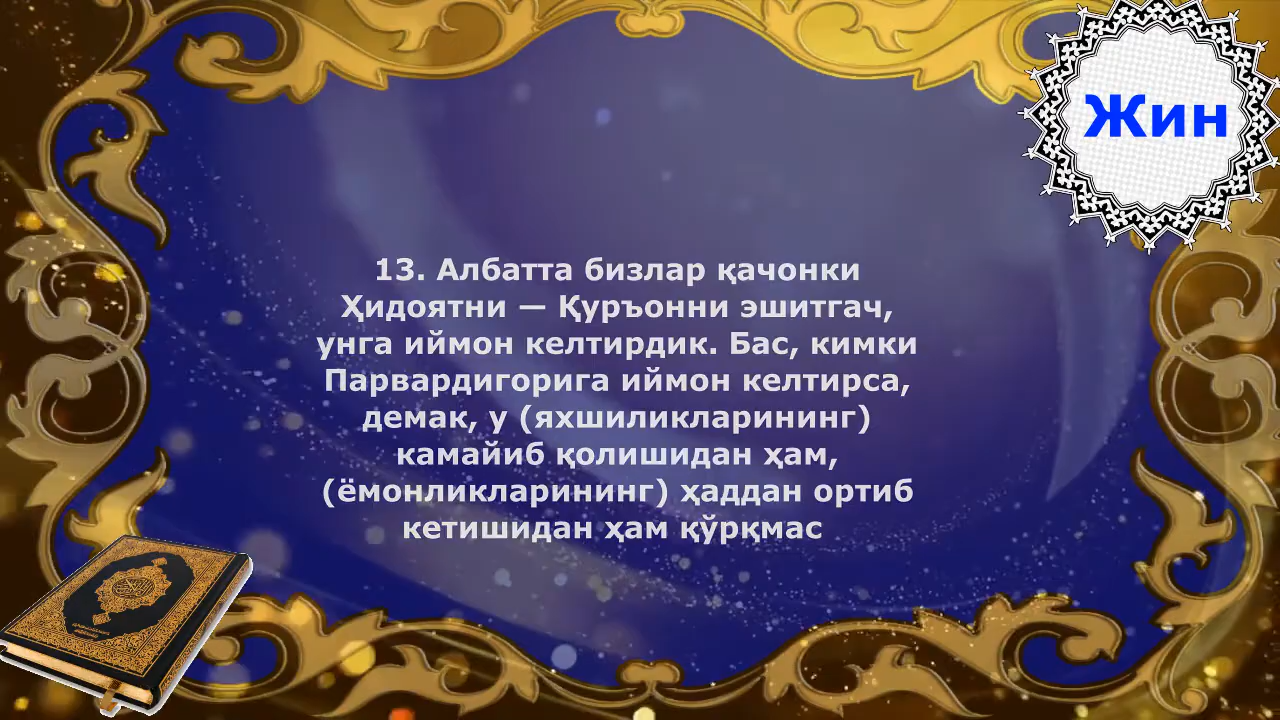 Жин
13. Албатта бизлар қачонки
Ҳидоятни — Қуръонни эшитгач,
унга иймон келтирдик. Бас, кимки
Парвардигорига иймон келтирса,
демак, у (яхшиликларининг)
камайиб қолишидан ҳам,
(ёмонликларининг) ҳаддан ортиб
кетишидан ҳам қўрқмас